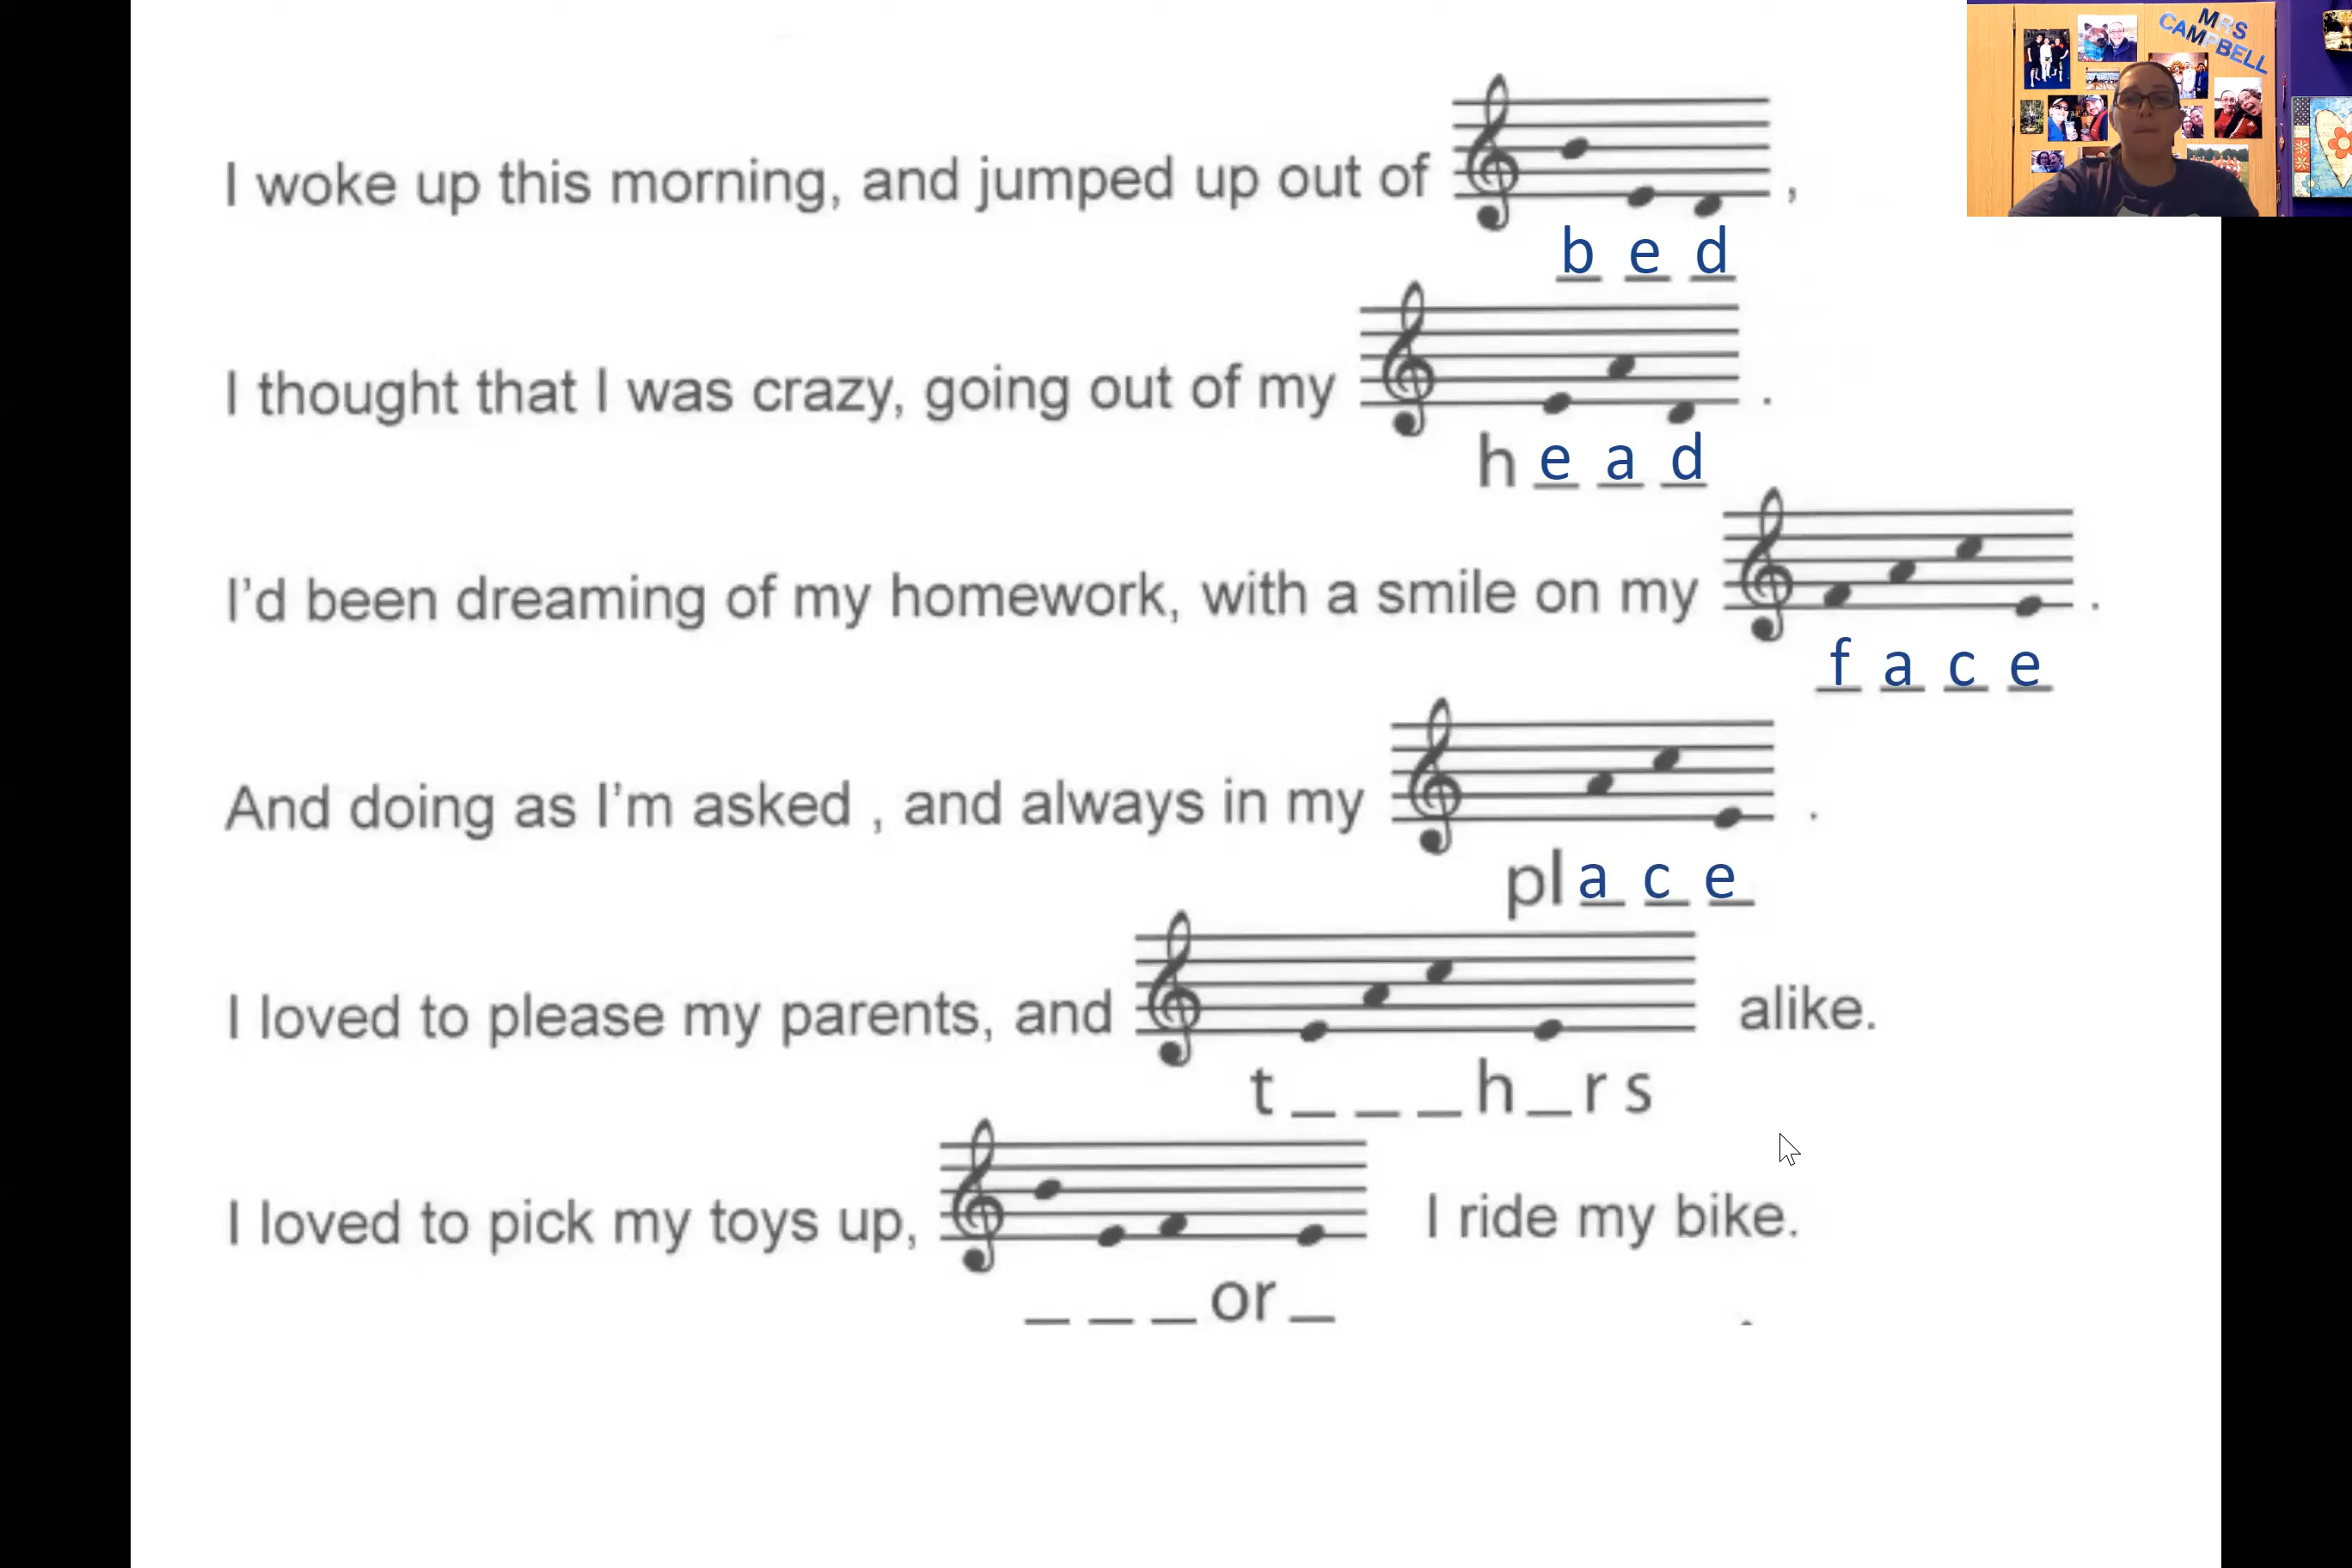 MRS
CAMPBELL
I woke up this morning, and jumped up out of ,
b e d
I thought that I was crazy, going out of my .
h e a d
I'd been dreaming of my homework, with a smile on my .
f a c e
And doing as I'm asked , and always in my .
pl a c e
I loved to please my parents, and alike.
t _ _ _ h _ r s
I loved to pick my toys up, I ride my bike.
_ _ _ or _